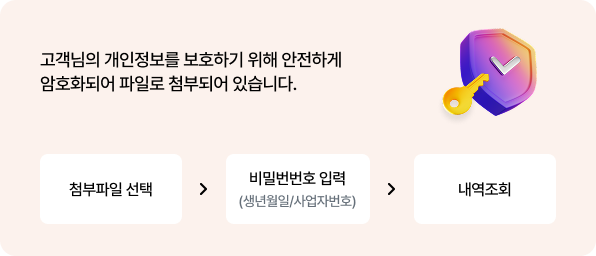 고객님의 개인정보를 보호하기 위해 안전하게
암호화되어 파일로 첨부되어 있습니다.
첨부파일 선택
비밀번번호 입력
(생년월일/사업자번호)
내역조회